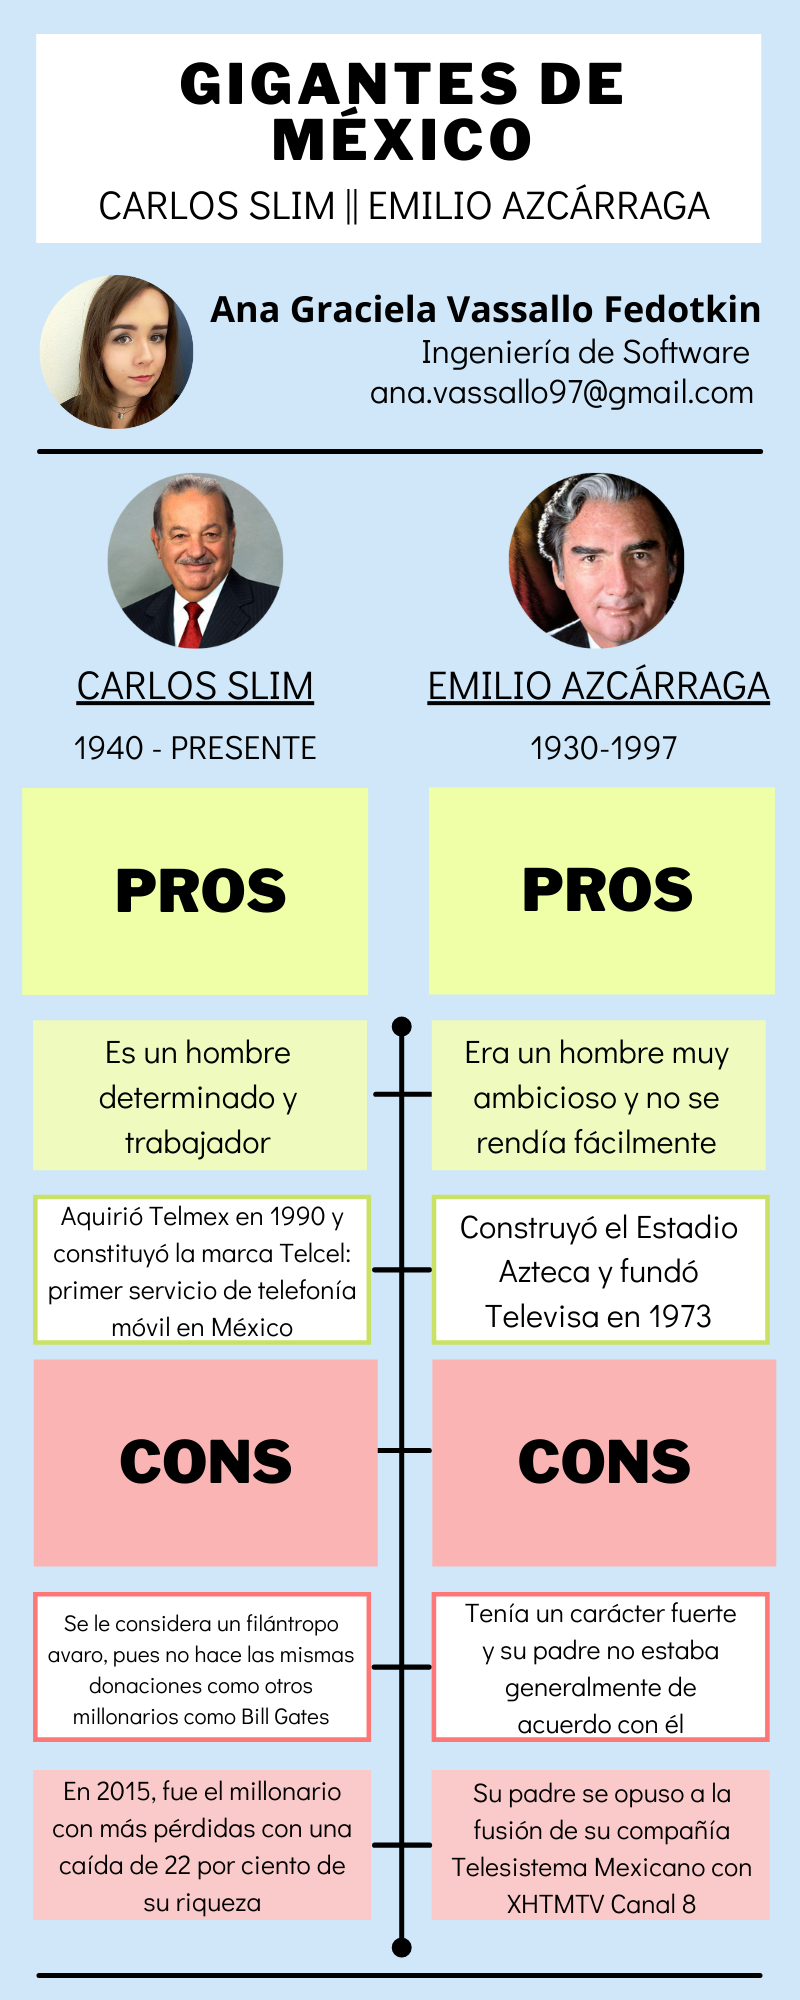 GIGANTES DE
MÉXICO
CARLOS SLIM || EMILIO AZCÁRRAGA
Ana Graciela Vassallo Fedotkin
Ingeniería de Software
ana.vassallo97@gmail.com
CARLOS SLIM
1940 - PRESENTE
EMILIO AZCÁRRAGA
1930-1997
PROS
PROS
Es un hombre
determinado y
trabajador
Era un hombre muy
ambicioso y no se
rendía fácilmente
Aquirió Telmex en 1990 y
constituyó la marca Telcel:
primer servicio de telefonía
móvil en México
Construyó el Estadio
Azteca y fundó
Televisa en 1973
CONS
CONS
Se le considera un filántropo
avaro, pues no hace las mismas
donaciones como otros
millonarios como Bill Gates
Tenía un carácter fuerte
y su padre no estaba
generalmente de
acuerdo con él
En 2015, fue el millonario
con más pérdidas con una
caída de 22 por ciento de
su riqueza
Su padre se opuso a la
fusión de su compañía
Telesistema Mexicano con
XHTMTV Canal 8